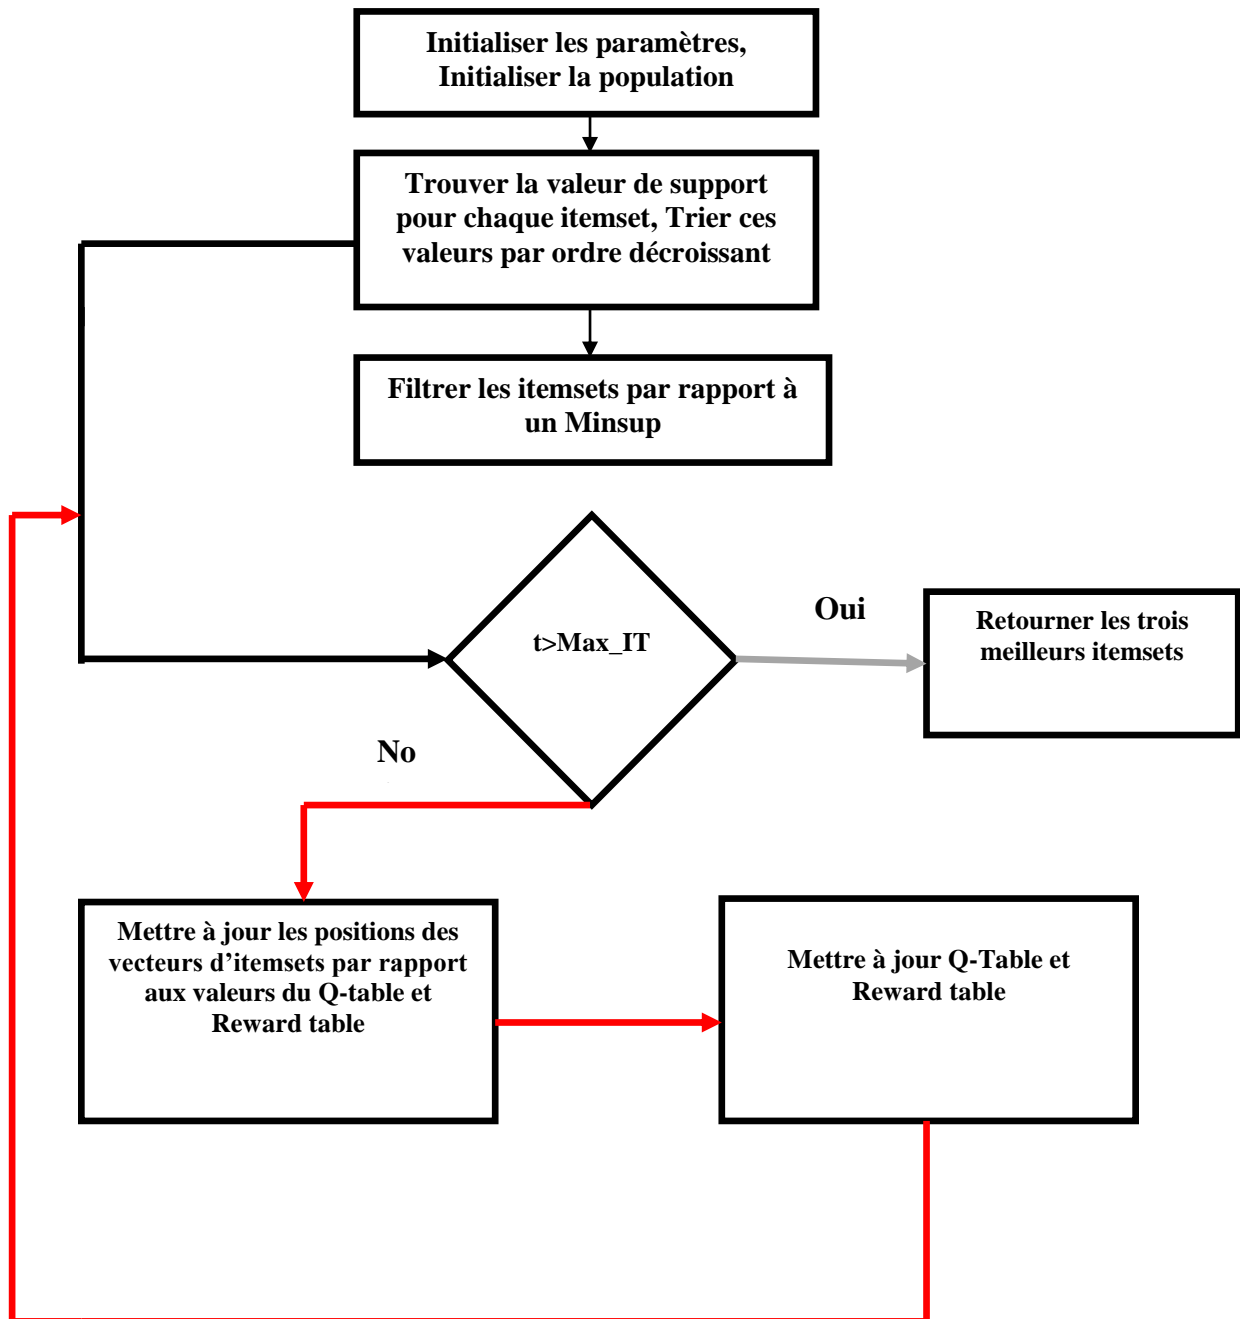 Initialiser les paramètres,
Initialiser la population
Trouver la valeur de support
pour chaque itemset, Trier ces
valeurs par ordre décroissant
Filtrer les itemsets par rapport à
un Minsup
t>Max_IT
Oui
Retourner les trois
meilleurs itemsets
No
Mettre à jour les positions des
vecteurs d'itemsets par rapport
aux valeurs du Q-table et
Reward table
Mettre à jour Q-Table et
Reward table